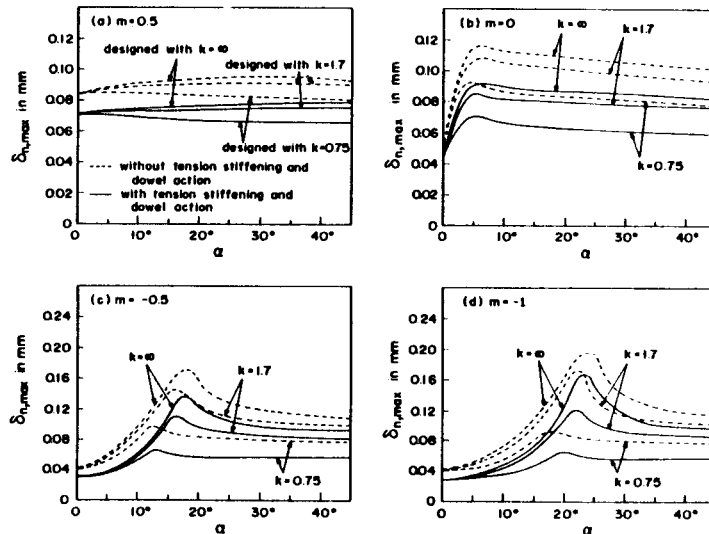 (a) m=0.5
designed with k=∞
designed with k=1.7
designed with k=0.75
without tension stiffening and
dowel action
with tension stiffening and
dowel action
δn,max in mm
0.12
0.10
0.08
0.06
0.04
0.02
0
0 10° 20° 30° 40°
α
(b) m=0
k=∞
k=1.7
k=0.75
δn,max in mm
0.12
0.10
0.08
0.06
0.04
0.02
0
0 10° 20° 30° 40°
α
(c) m= -0.5
k=∞
k=1.7
k=0.75
δn,max in mm
0.24
0.20
0.16
0.12
0.08
0.04
0
0 10° 20° 30° 40°
α
(d) m=-1
k=∞
k=1.7
k=0.75
δn,max in mm
0.24
0.20
0.16
0.12
0.08
0.04
0
0 10° 20° 30° 40°
α